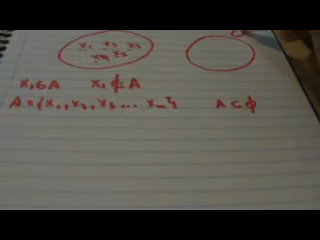 x₁ x₂ x₃
x₄ x₅
x₁∈A x₁∉A
A={x₁, x₂, x₃ ... xₙ} A⊂ϕ